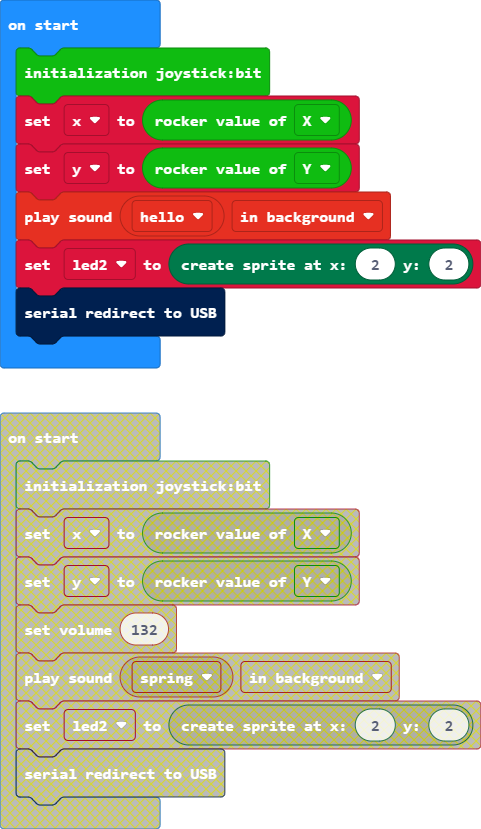 on start
initialization joystick:bit
set x to rocker value of X
set y to rocker value of Y
play sound hello in background
set led2 to create sprite at x: 2 y: 2
serial redirect to USB
on start
initialization joystick:bit
set x to rocker value of X
set y to rocker value of Y
set volume 132
play sound spring in background
set led2 to create sprite at x: 2 y: 2
serial redirect to USB